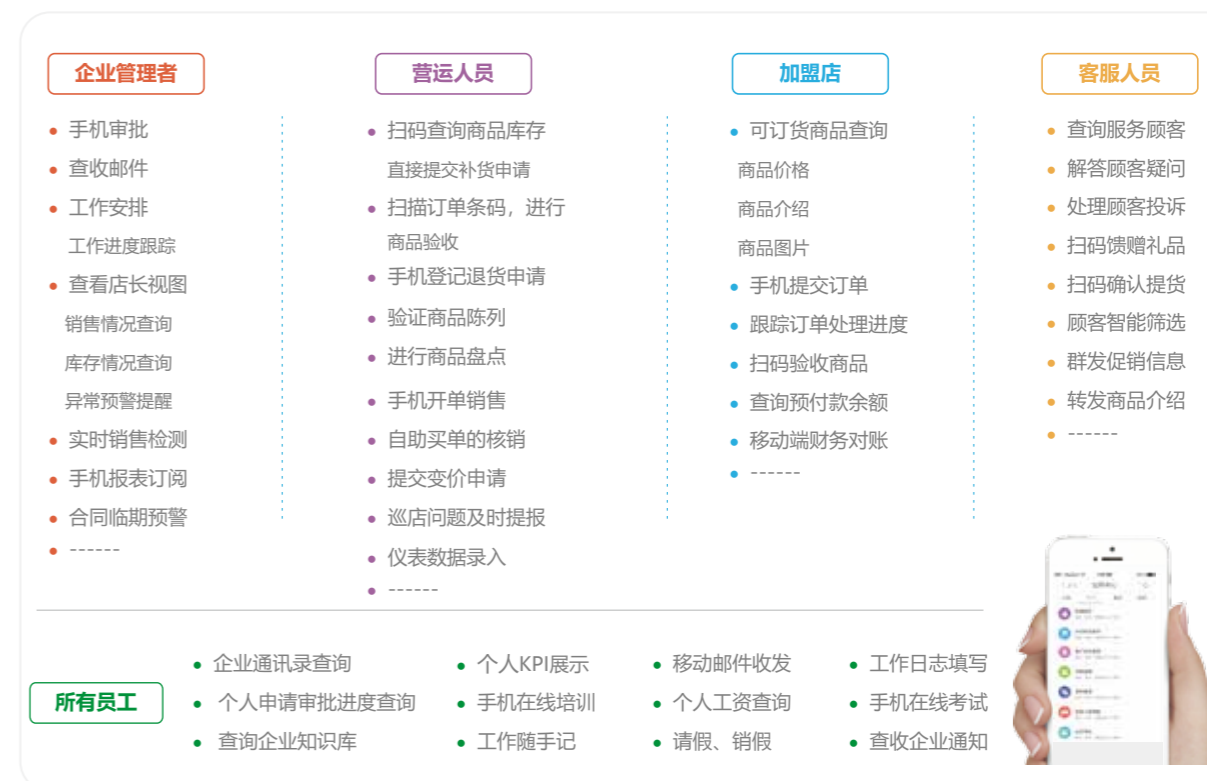 企业管理者
手机审批
查收邮件
工作安排
工作进度跟踪
查看店长视图
销售情况查询
库存情况查询
异常预警提醒
实时销售检测
手机报表订阅
合同临期预警
------
营运人员
扫码查询商品库存
直接提交补货申请
扫描订单条码，进行
商品验收
手机登记退货申请
验证商品陈列
进行商品盘点
手机开单销售
自助买单的核销
提交变价申请
巡店问题及时提报
仪表数据录入
------
加盟店
可订货商品查询
商品价格
商品介绍
商品图片
手机提交订单
跟踪订单处理进度
扫码验收商品
查询预付款余额
移动端财务对账
------
客服人员
查询服务顾客
解答顾客疑问
处理顾客投诉
扫码馈赠礼品
扫码确认提货
顾客智能筛选
群发促销信息
转发商品介绍
------
所有员工
企业通讯录查询
个人申请审批进度查询
查询企业知识库
个人KPI展示
手机在线培训
工作随手记
移动邮件收发
个人工资查询
请假、销假
工作日志填写
手机在线考试
查收企业通知